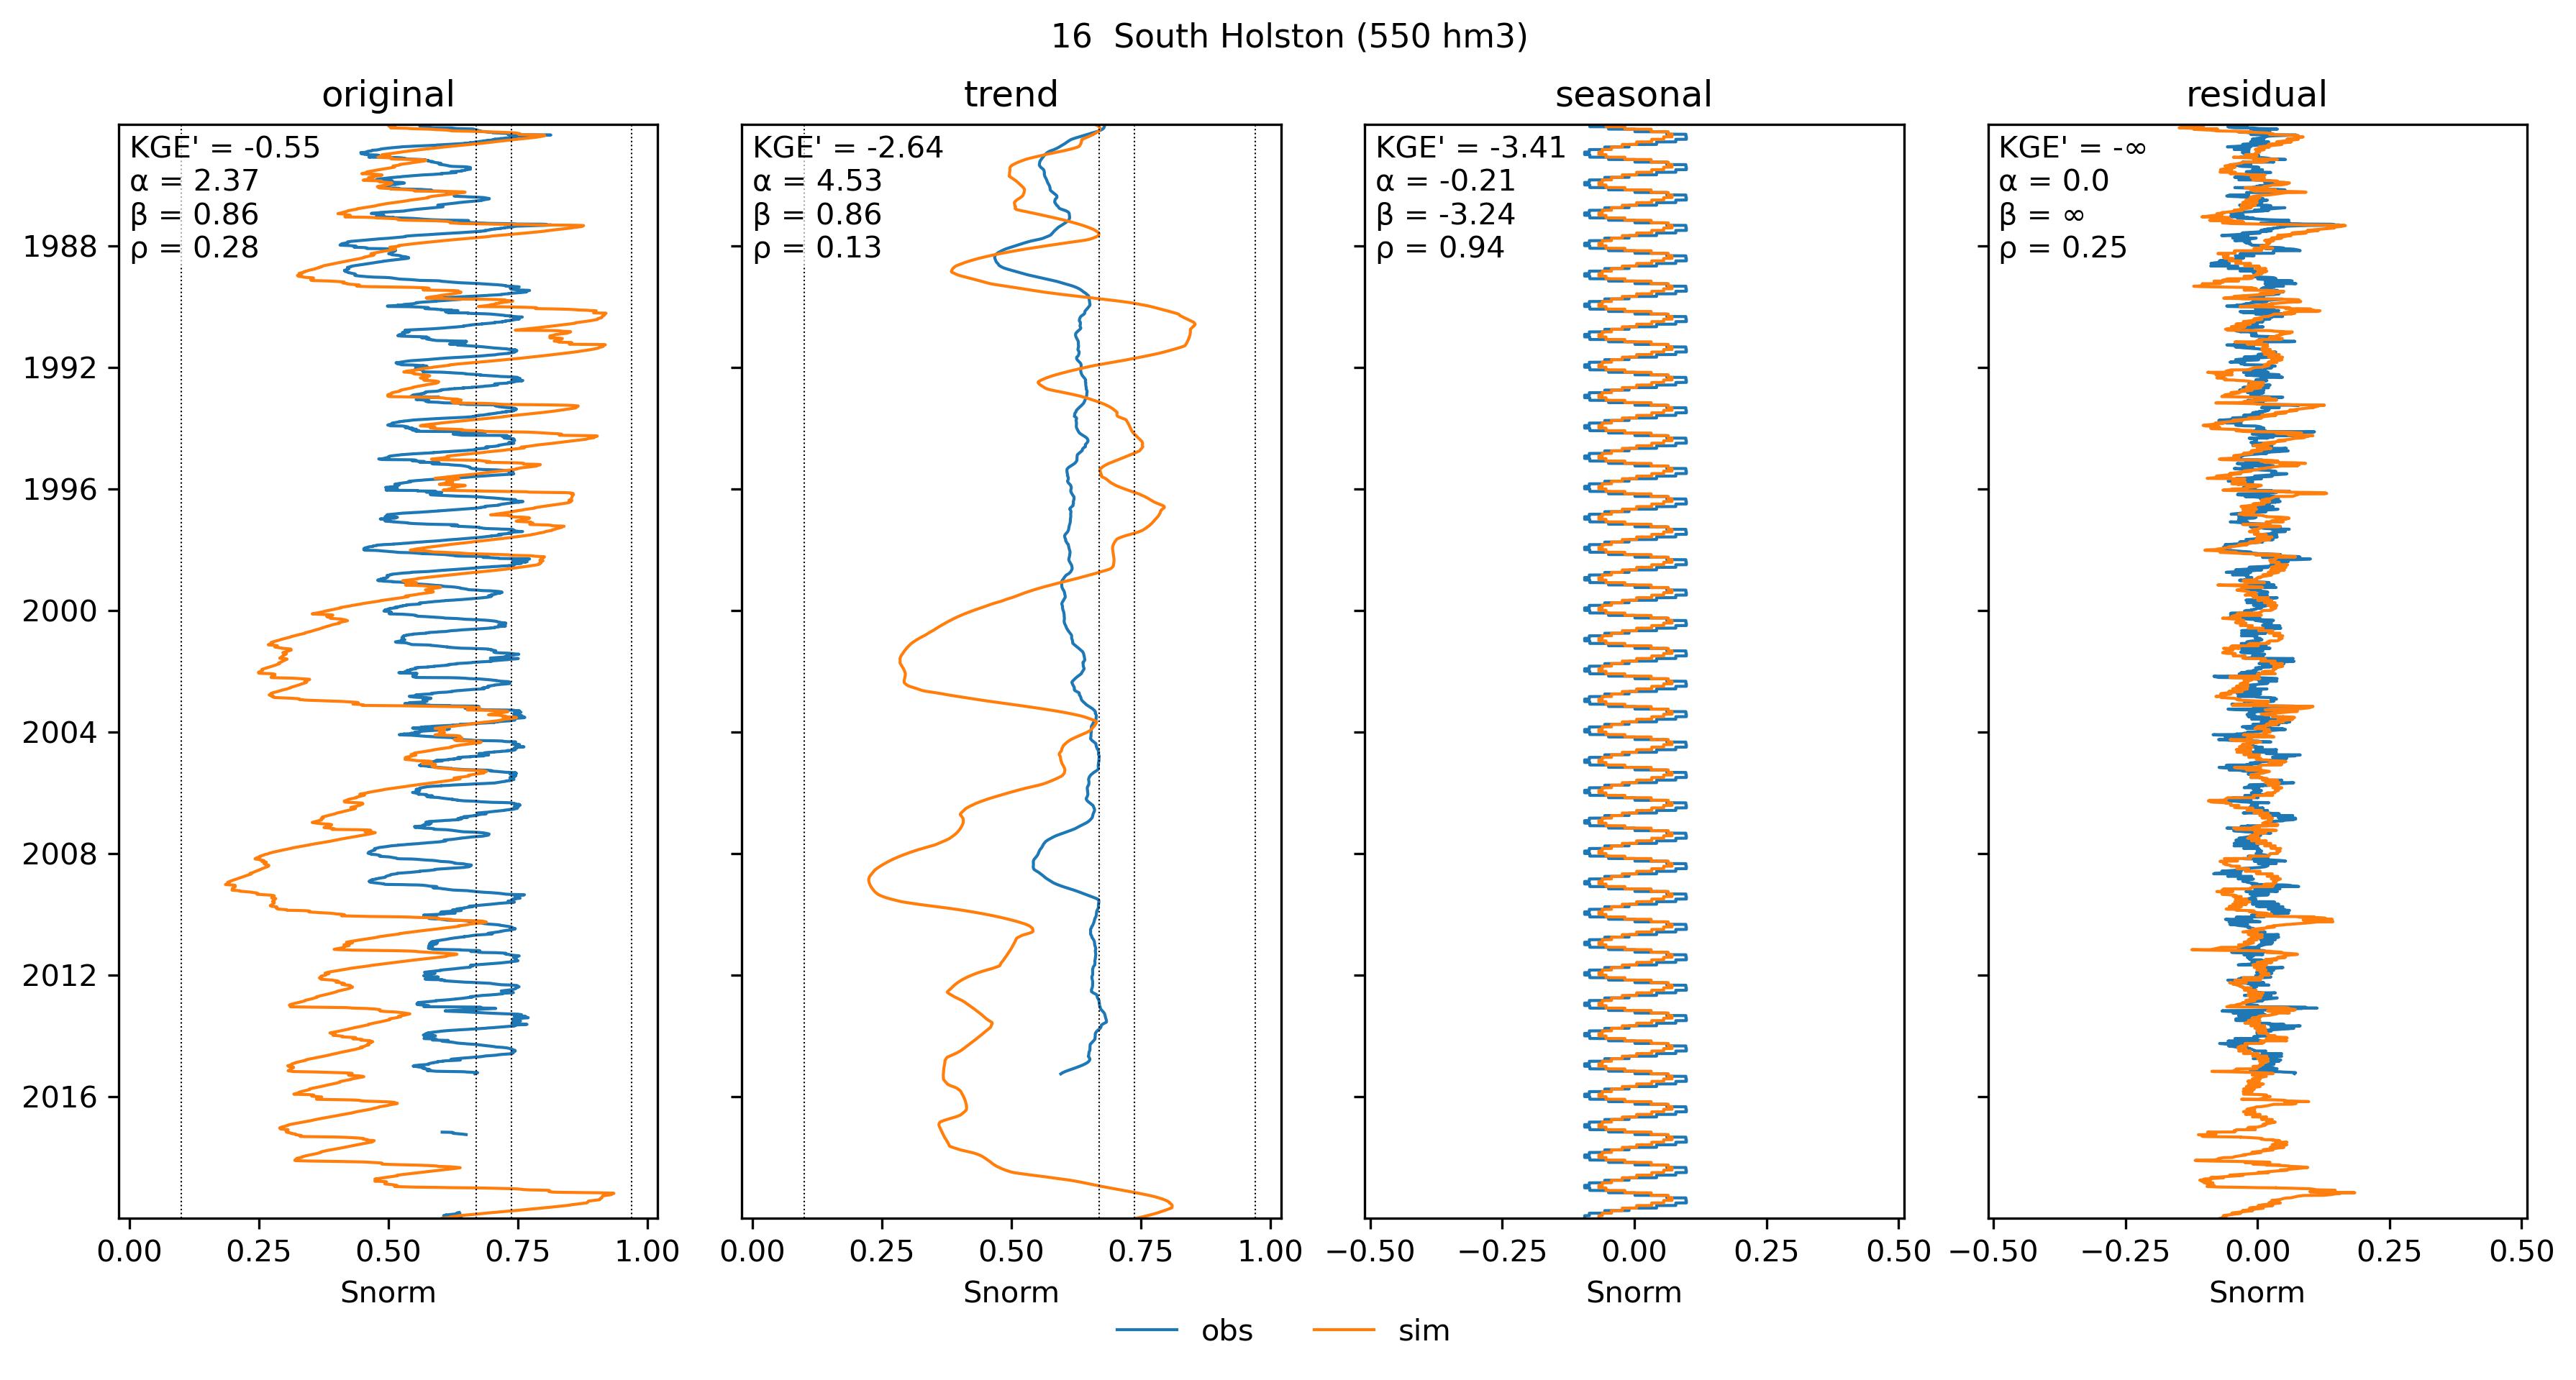 16  South Holston (550 hm3)
original
trend
seasonal
residual
KGE' = -0.55
α = 2.37
β = 0.86
ρ = 0.28
KGE' = -2.64
α = 4.53
β = 0.86
ρ = 0.13
KGE' = -3.41
α = -0.21
β = -3.24
ρ = 0.94
KGE' = -∞
α = 0.0
β = ∞
ρ = 0.25
1988
1992
1996
2000
2004
2008
2012
2016
0.00 0.25 0.50 0.75 1.00
0.00 0.25 0.50 0.75 1.00
−0.50 −0.25 0.00 0.25 0.50
−0.50 −0.25 0.00 0.25 0.50
Snorm
Snorm
Snorm
Snorm
obs
sim